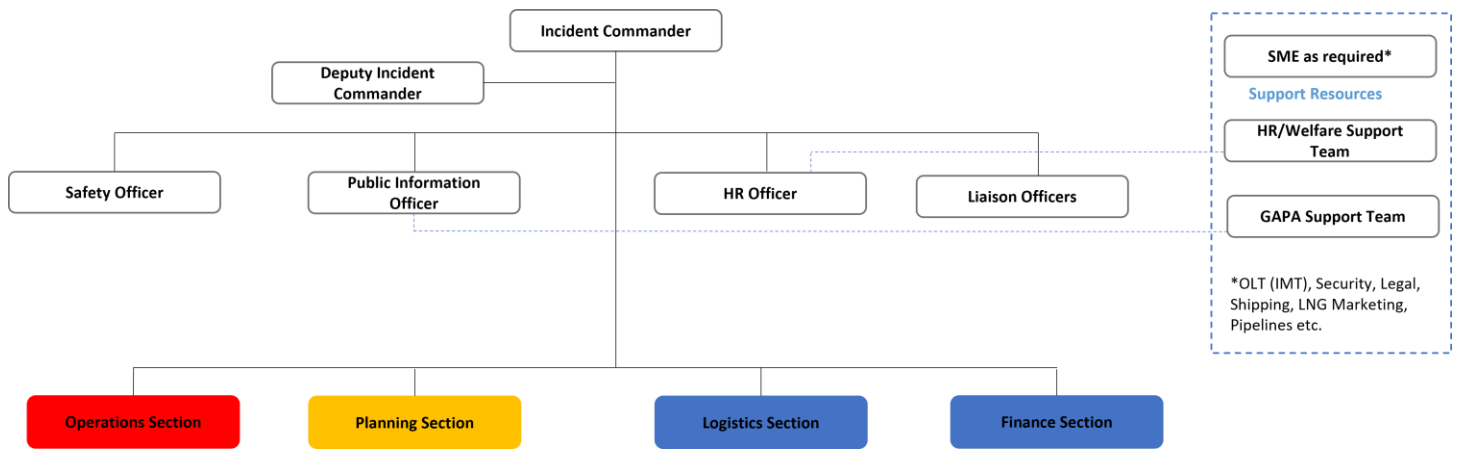 Incident Commander
Deputy Incident
Commander
Safety Officer
Public Information
Officer
HR Officer
Liaison Officers
SME as required*
Support Resources
HR/Welfare Support
Team
GAPA Support Team
*OLT (IMT), Security, Legal,
Shipping, LNG Marketing,
Pipelines etc.
Operations Section
Planning Section
Logistics Section
Finance Section